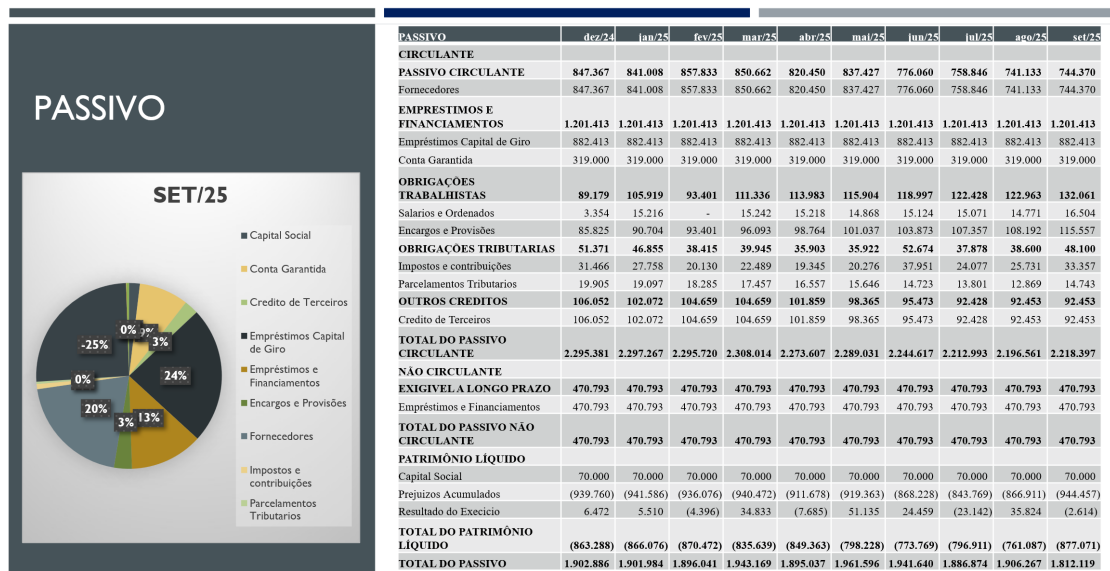 PASSIVO
SET/25
-25%
0%
9%
3%
24%
13%
3%
20%
0%
Capital Social
Conta Garantida
Credito de Terceiros
Empréstimos Capital
de Giro
Empréstimos e
Financiamentos
Encargos e Provisões
Fornecedores
Impostos e
contribuições
Parcelamentos
Tributarios
PASSIVO dez/24 jan/25 fev/25 mar/25 abr/25 mai/25 jun/25 jul/25 ago/25 set/25
CIRCULANTE
PASSIVO CIRCULANTE 847.367 841.008 857.833 850.662 820.450 837.427 776.060 758.846 741.133 744.370
Fornecedores 847.367 841.008 857.833 850.662 820.450 837.427 776.060 758.846 741.133 744.370
EMPRESTIMOS E
FINANCIAMENTOS 1.201.413 1.201.413 1.201.413 1.201.413 1.201.413 1.201.413 1.201.413 1.201.413 1.201.413 1.201.413
Empréstimos Capital de Giro 882.413 882.413 882.413 882.413 882.413 882.413 882.413 882.413 882.413 882.413
Conta Garantida 319.000 319.000 319.000 319.000 319.000 319.000 319.000 319.000 319.000 319.000
OBRIGAÇÕES
TRABALHISTAS 89.179 105.919 93.401 111.336 113.983 115.904 118.997 122.428 122.963 132.061
Salarios e Ordenados 3.354 15.216 - 15.242 15.218 14.868 15.124 15.071 14.771 16.504
Encargos e Provisões 85.825 90.704 93.401 96.093 98.764 101.037 103.873 107.357 108.192 115.557
OBRIGAÇÕES TRIBUTARIAS 51.371 46.855 38.415 39.945 35.903 35.922 52.674 37.878 38.600 48.100
Impostos e contribuições 31.466 27.758 20.130 22.489 19.345 20.276 37.951 24.077 25.731 33.357
Parcelamentos Tributarios 19.905 19.097 18.285 17.457 16.557 15.646 14.723 13.801 12.869 14.743
OUTROS CREDITOS 106.052 102.072 104.659 104.659 101.859 98.365 95.473 92.428 92.453 92.453
Credito de Terceiros 106.052 102.072 104.659 104.659 101.859 98.365 95.473 92.428 92.453 92.453
TOTAL DO PASSIVO
CIRCULANTE 2.295.381 2.297.267 2.295.720 2.308.014 2.273.607 2.289.031 2.244.617 2.212.993 2.196.561 2.218.397
NÃO CIRCULANTE
EXIGIVEL A LONGO PRAZO 470.793 470.793 470.793 470.793 470.793 470.793 470.793 470.793 470.793 470.793
Empréstimos e Financiamentos 470.793 470.793 470.793 470.793 470.793 470.793 470.793 470.793 470.793 470.793
TOTAL DO PASSIVO NÃO
CIRCULANTE 470.793 470.793 470.793 470.793 470.793 470.793 470.793 470.793 470.793 470.793
PATRIMÔNIO LÍQUIDO
Capital Social 70.000 70.000 70.000 70.000 70.000 70.000 70.000 70.000 70.000 70.000
Prejuizos Acumulados (939.760) (941.586) (936.076) (940.472) (911.678) (919.363) (868.228) (843.769) (866.911) (944.457)
Resultado do Execicio 6.472 5.510 (4.396) 34.833 (7.685) 51.135 24.459 (23.142) 35.824 (2.614)
TOTAL DO PATRIMÔNIO
LÍQUIDO (863.288) (866.076) (870.472) (835.639) (849.363) (798.228) (773.769) (796.911) (761.087) (877.071)
TOTAL DO PASSIVO 1.902.886 1.901.984 1.896.041 1.943.169 1.895.037 1.961.596 1.941.640 1.886.874 1.906.267 1.812.119